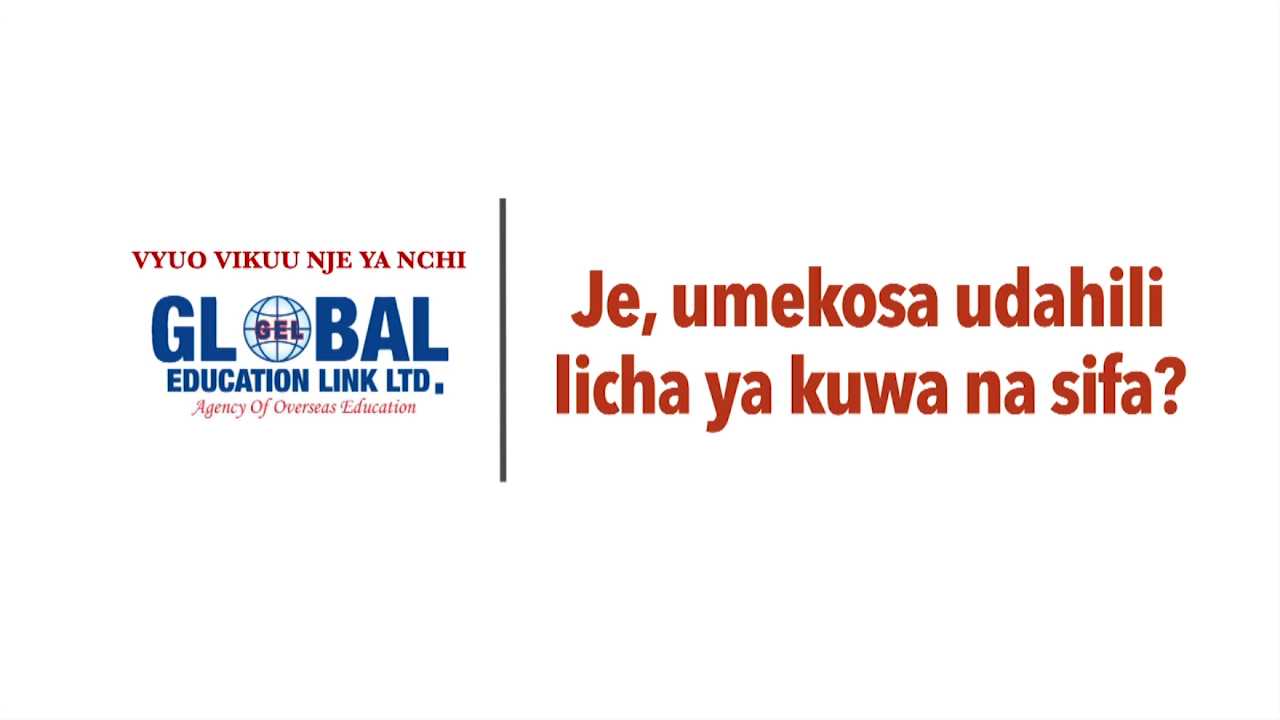 VYUO VIKUU NJE YA NCHI
GLOBAL
GEL
EDUCATION LINK LTD.
Agency Of Overseas Education
Je, umekosa udahili
licha ya kuwa na sifa?